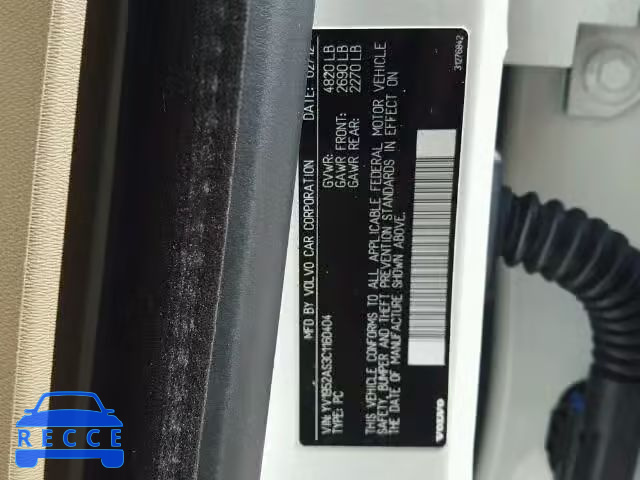 MFD BY VOLVO CAR CORPORATION DATE: 02/12
VIN: YV1952AS3C1160404
TYPE: PC
GVWR: 4820 LB
GAWR FRONT: 2690 LB
GAWR REAR: 2270 LB
THIS VEHICLE CONFORMS TO ALL APPLICABLE FEDERAL MOTOR VEHICLE
SAFETY, BUMPER AND THEFT PREVENTION STANDARDS IN EFFECT ON
THE DATE OF MANUFACTURE SHOWN ABOVE.
VOLVO
31276842
RECCE